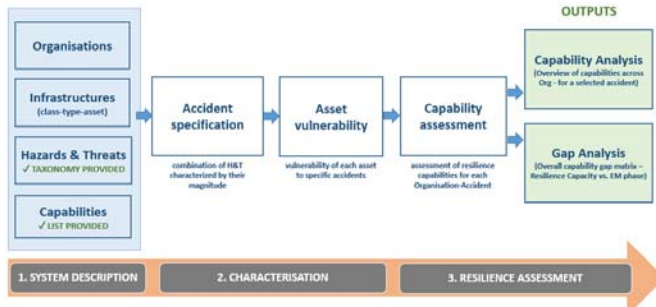 OUTPUTS
Organisations
Infrastructures
(class-type-asset)
Hazards & Threats
✓ TAXONOMY PROVIDED
Capabilities
✓ LIST PROVIDED
Accident
specification
combination of H&T
characterized by their
magnitude
Asset
vulnerability
vulnerability of each asset
to specific accidents
Capability
assessment
assessment of resilience
capabilities for each
Organisation-Accident
Capability Analysis
(Overview of capabilities across
Org - for a selected accident)
Gap Analysis
(Overall capability gap matrix –
Resilience Capacity vs. EM phase)
1. SYSTEM DESCRIPTION
2. CHARACTERISATION
3. RESILIENCE ASSESSMENT